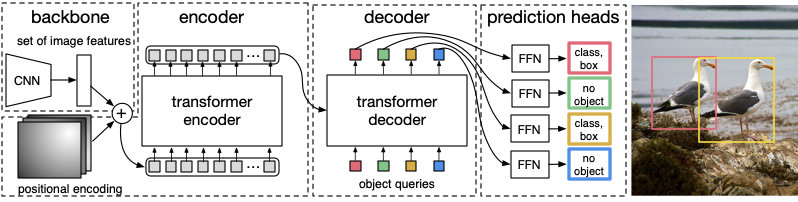 backbone
set of image features
CNN
+
positional encoding
encoder
...
transformer
encoder
...
decoder
transformer
decoder
object queries
prediction heads
FFN
class,
box
FFN
no
object
FFN
class,
box
FFN
no
object